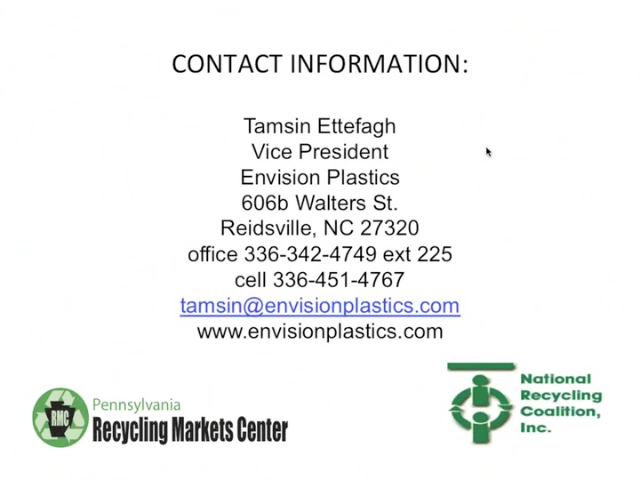 CONTACT INFORMATION:
Tamsin Ettefagh
Vice President
Envision Plastics
606b Walters St.
Reidsville, NC 27320
office 336-342-4749 ext 225
cell 336-451-4767
tamsin@envisionplastics.com
www.envisionplastics.com
RMC
Pennsylvania
Recycling Markets Center
National
Recycling
Coalition,
Inc.